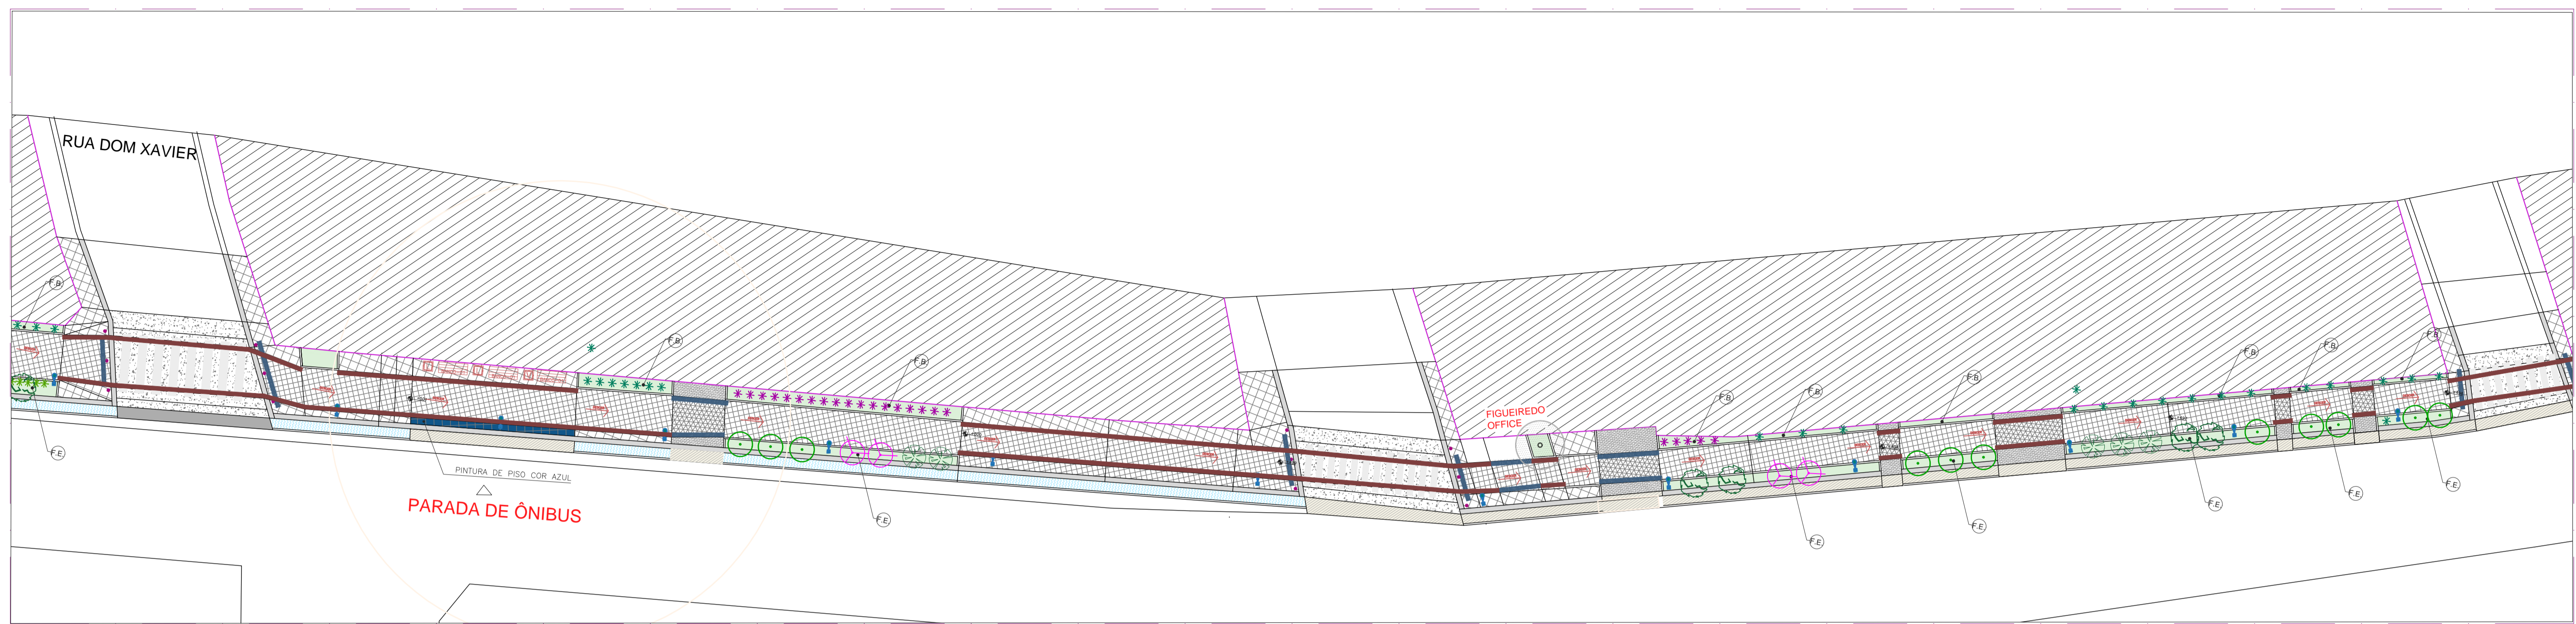 RUA DOM XAVIER
F.B.
F.B.
F.B.
F.B.
F.B.
F.B.
F.B.
F.B.
F.B.
FIGUEIREDO
OFFICE
F.E.
PINTURA DE PISO COR AZUL
PARADA DE ÔNIBUS
F.E.
F.E.
F.E.
F.E.
F.E.
F.E.